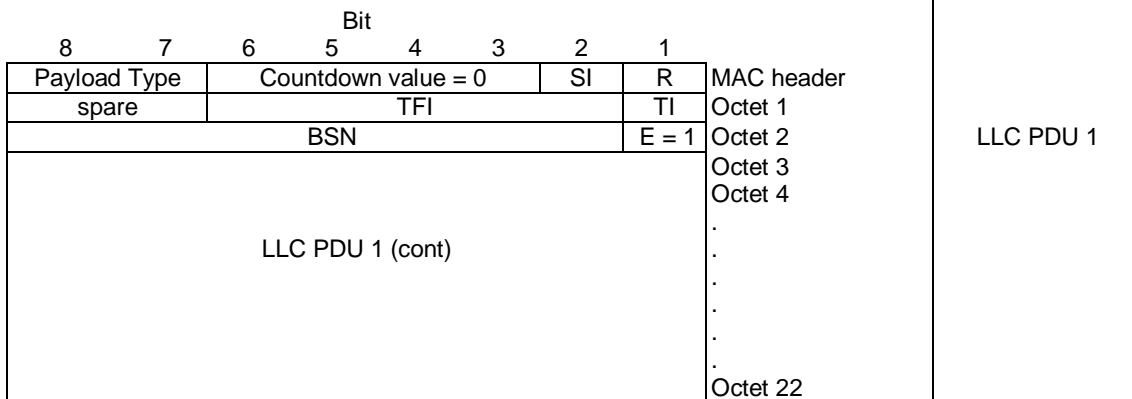 Bit
8 7 6 5 4 3 2 1
Payload Type Countdown value = 0 SI R MAC header
spare TFI TI Octet 1
BSN E = 1 Octet 2 LLC PDU 1
Octet 3
Octet 4
.
LLC PDU 1 (cont) .
.
.
.
.
Octet 22